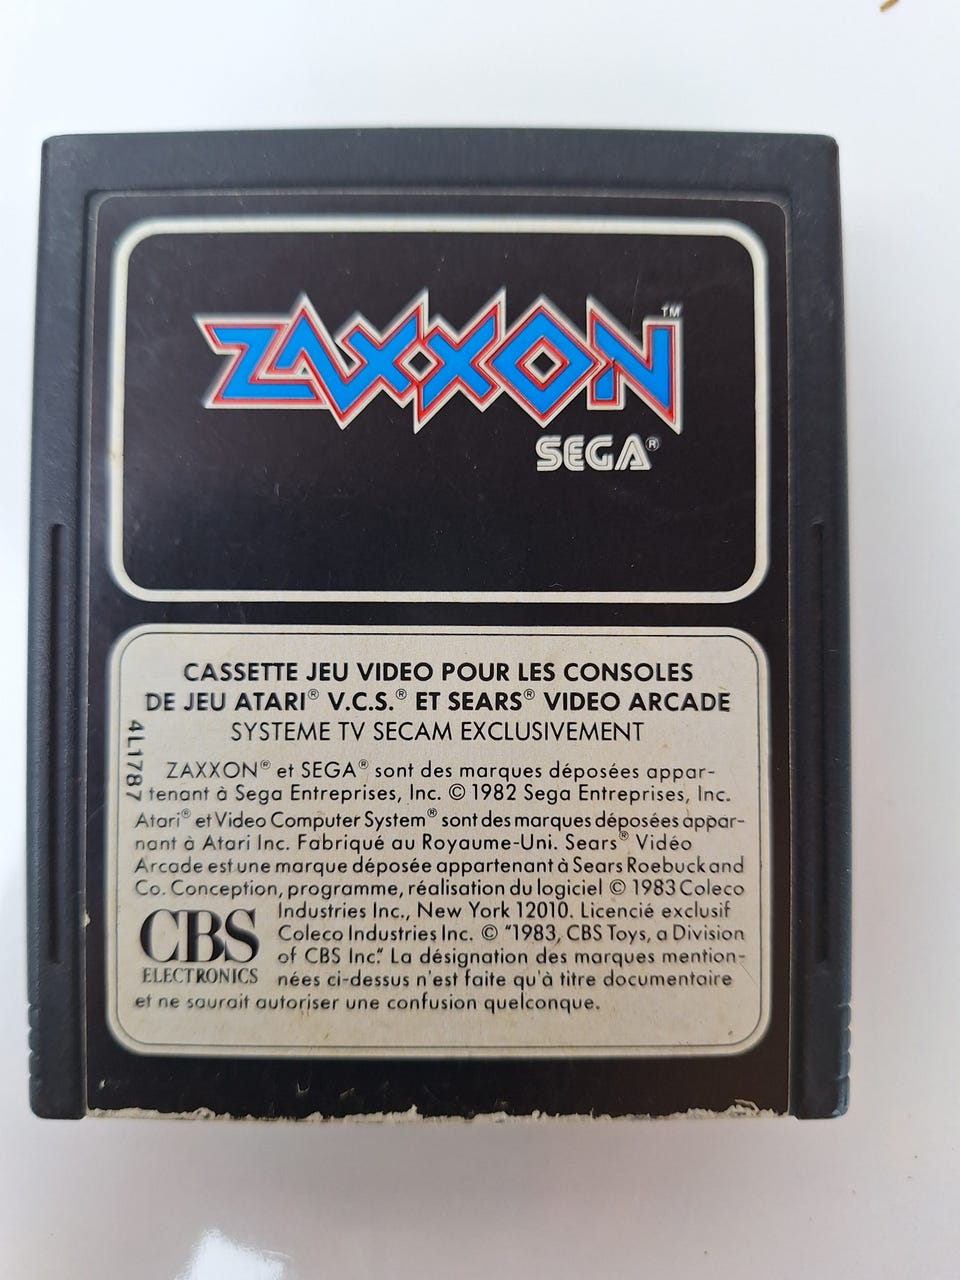 ZAXXON™
SEGA®
CASSETTE JEU VIDEO POUR LES CONSOLES
DE JEU ATARI® V.C.S.® ET SEARS® VIDEO ARCADE
SYSTEME TV SECAM EXCLUSIVEMENT
4L1787
ZAXXON® et SEGA® sont des marques déposées appar-
tenant à Sega Entreprises, Inc. © 1982 Sega Entreprises, Inc.
Atari® et Video Computer System® sont des marques déposées appar-
nant à Atari Inc. Fabriqué au Royaume-Uni. Sears® Vidéo
Arcade est une marque déposée appartenant à Sears Roebuck and
Co. Conception, programme, réalisation du logiciel © 1983 Coleco
Industries Inc., New York 12010. Licencié exclusif
Coleco Industries Inc. © "1983, CBS Toys, a Division
of CBS Inc." La désignation des marques mention-
nées ci-dessus n'est faite qu'à titre documentaire
et ne saurait autoriser une confusion quelconque.
CBS
ELECTRONICS